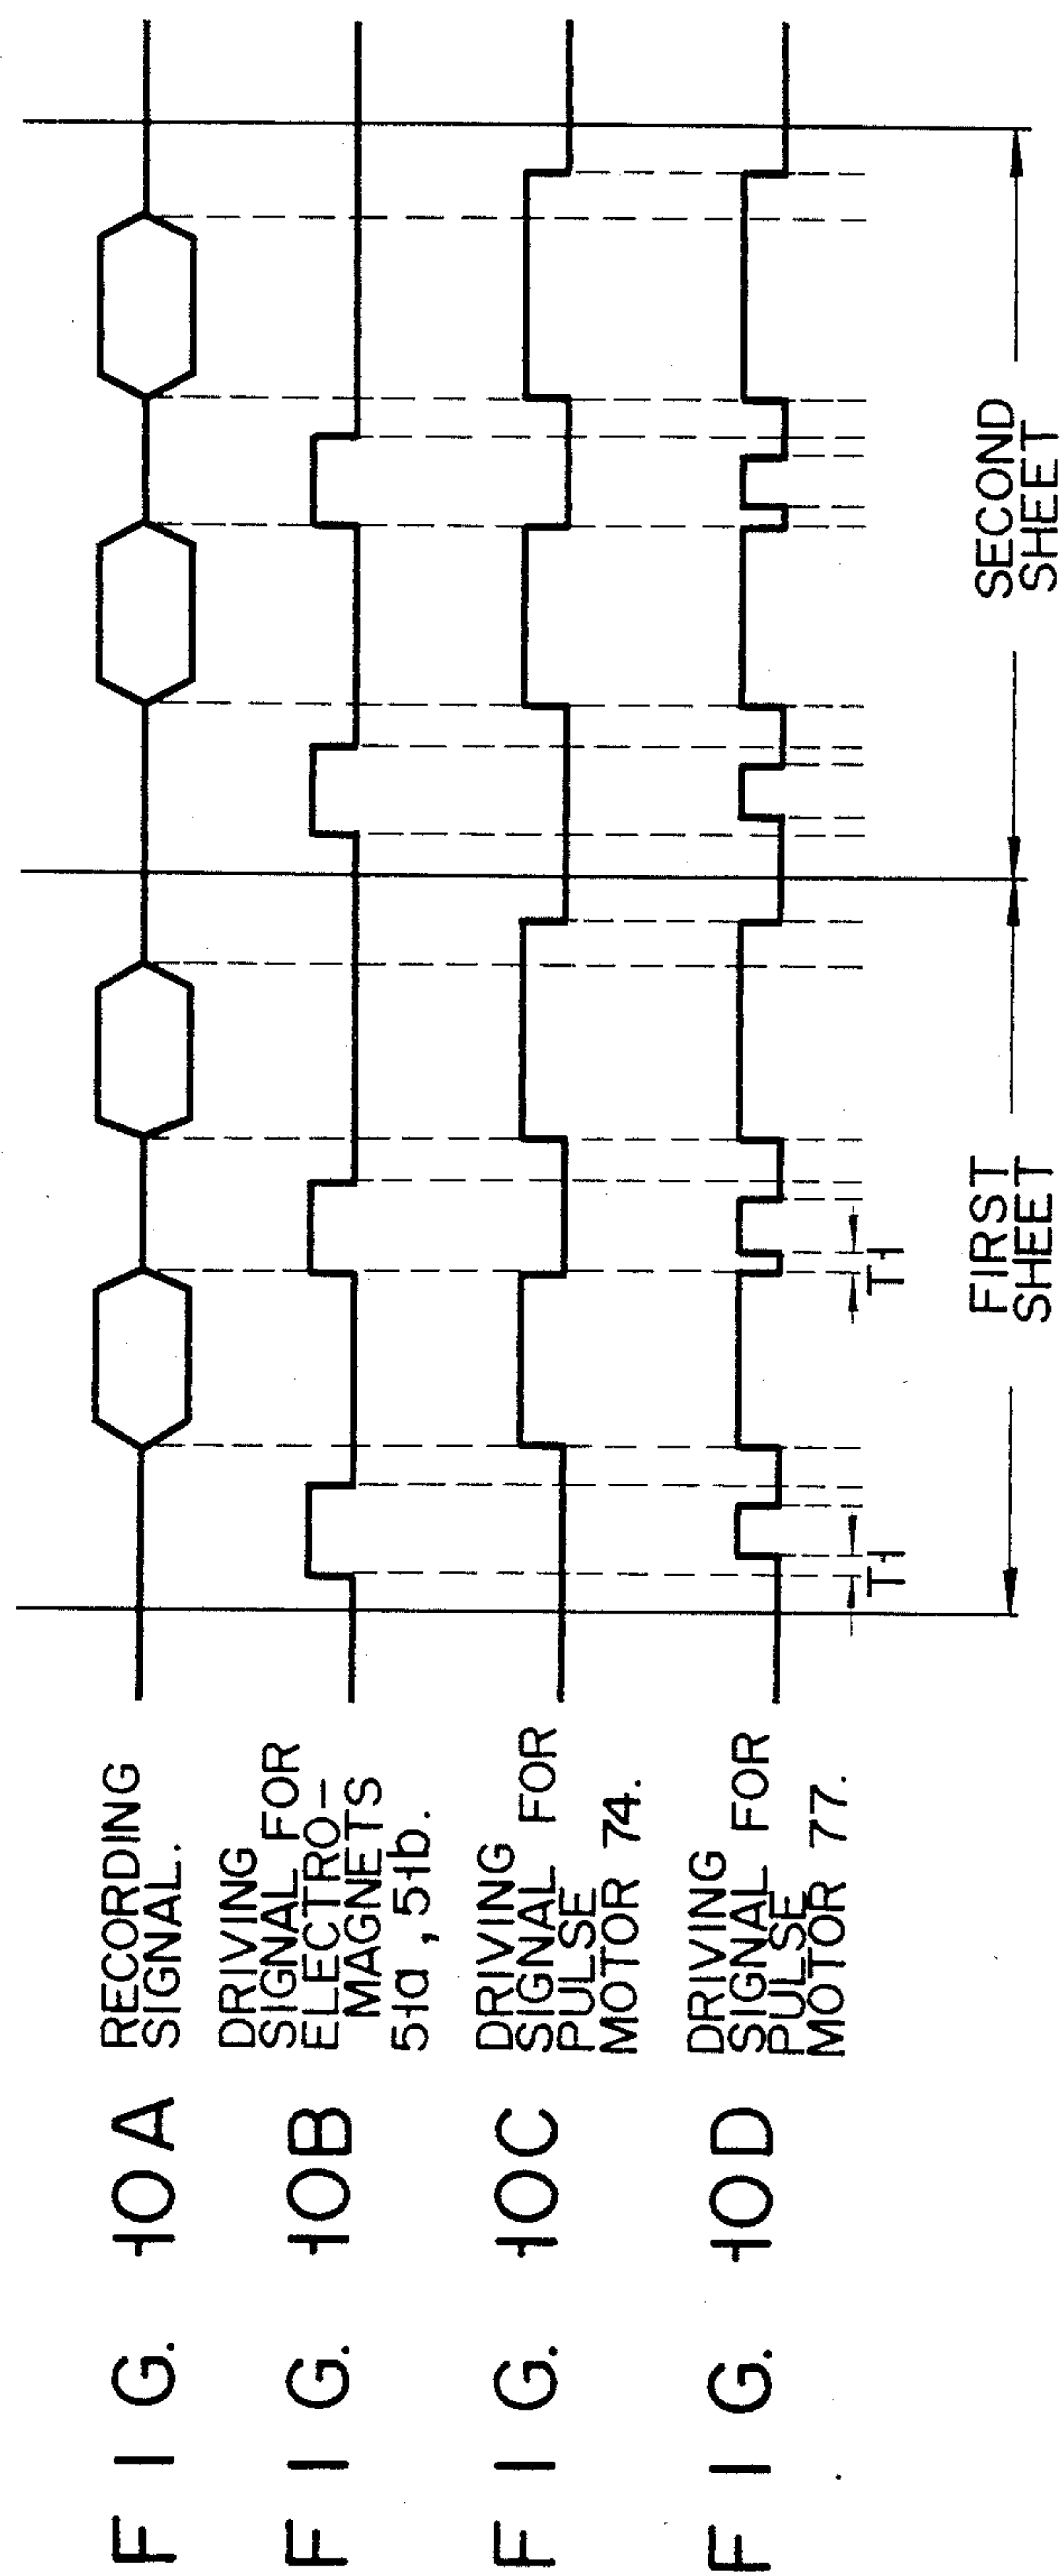 FIG. 10A
RECORDING
SIGNAL.
FIG. 10B
DRIVING
SIGNAL FOR
ELECTRO-
MAGNETS
51a, 51b.
FIG. 10C
DRIVING
SIGNAL FOR
PULSE
MOTOR 74.
FIG. 10D
DRIVING
SIGNAL FOR
PULSE
MOTOR 77.
T1
T1
FIRST
SHEET
SECOND
SHEET